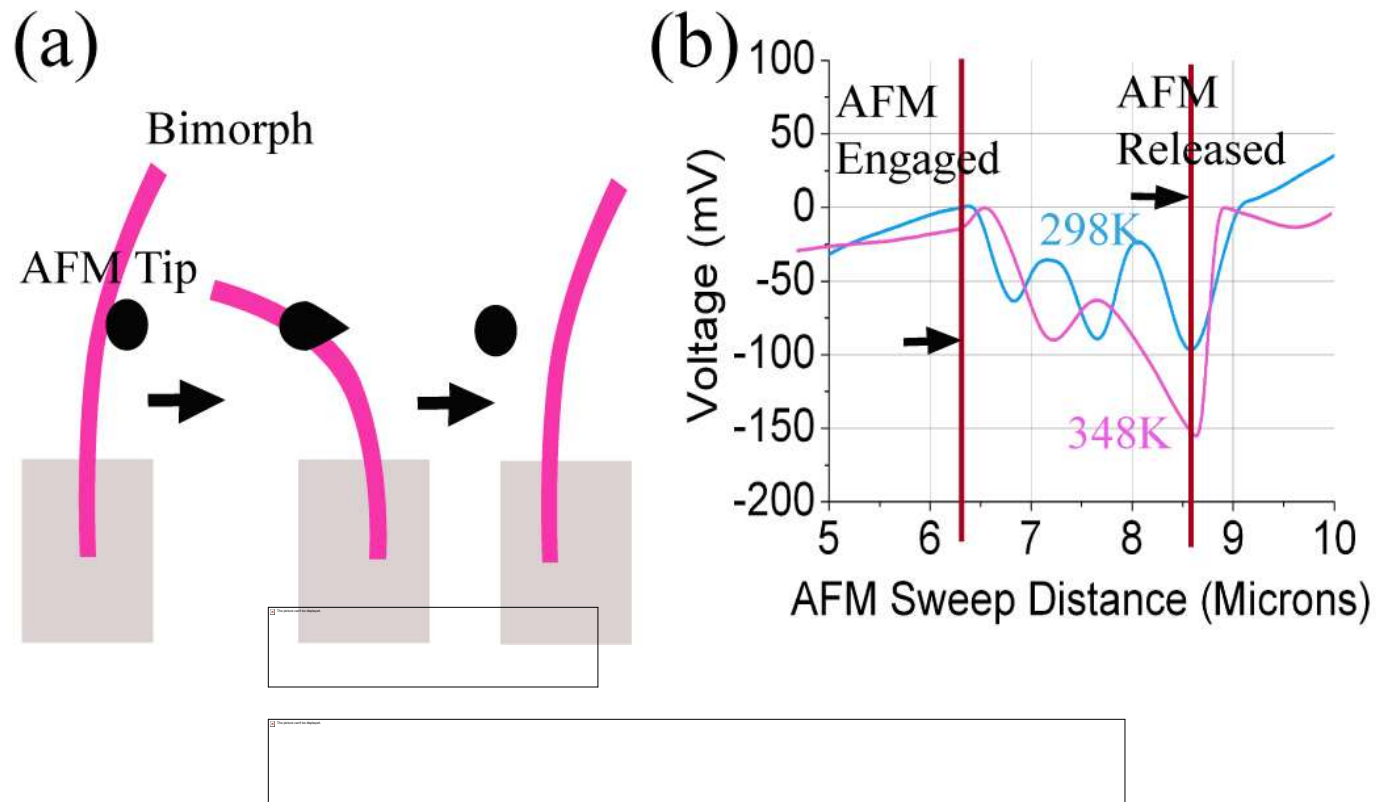 (a)
Bimorph
AFM Tip
(b)
Voltage (mV)
100
50
0
-50
-100
-150
-200
AFM
Engaged
AFM
Released
298K
348K
5 6 7 8 9 10
AFM Sweep Distance (Microns)